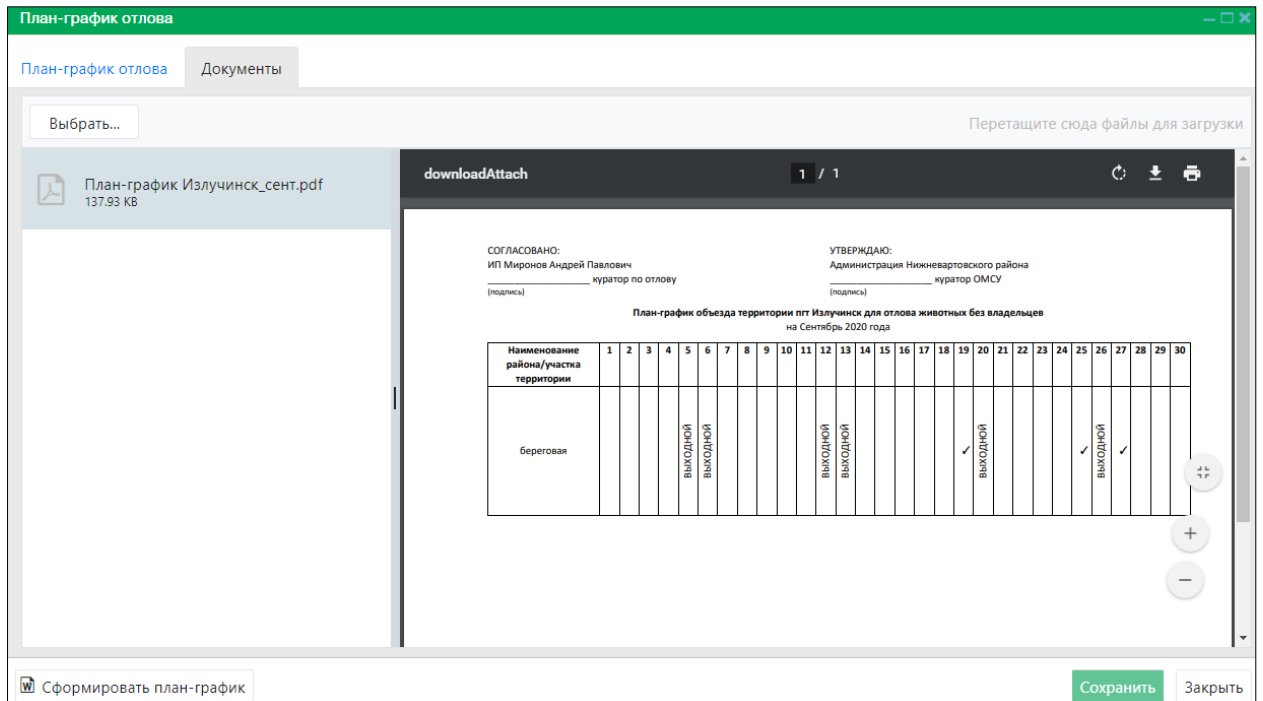 План-график отлова
План-график отлова Документы
Выбрать... Перетащите сюда файлы для загрузки
План-график Излучинск_сент.pdf
137.93 KB
downloadAttach 1 / 1
СОГЛАСОВАНО: УТВЕРЖДАЮ:
ИП Миронов Андрей Павлович Администрация Нижневартовского района
____________________ куратор по отлову ____________________ куратор ОМСУ
(подпись) (подпись)
План-график объезда территории пгт Излучинск для отлова животных без владельцев
на Сентябрь 2020 года
Наименование 1 2 3 4 5 6 7 8 9 10 11 12 13 14 15 16 17 18 19 20 21 22 23 24 25 26 27 28 29 30
района/участка
территории
береговая ВЫХОДНОЙ ВЫХОДНОЙ ВЫХОДНОЙ ВЫХОДНОЙ ✓ ВЫХОДНОЙ ✓ ВЫХОДНОЙ ✓
Сформировать план-график Сохранить Закрыть